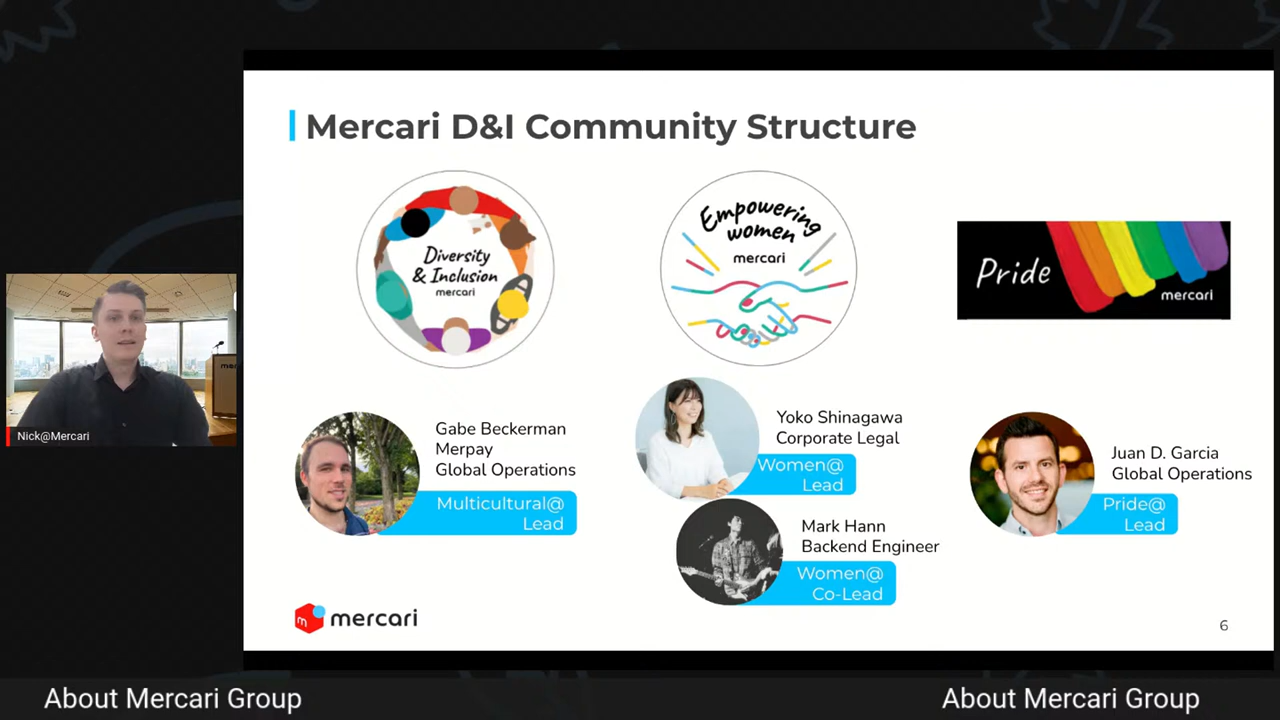 Mercari D&I Community Structure
Diversity
& Inclusion
mercari
Empowering
women
mercari
Pride
mercari
Nick@Mercari
Gabe Beckerman
Merpay
Global Operations
Multicultural@
Lead
Yoko Shinagawa
Corporate Legal
Women@
Lead
Mark Hann
Backend Engineer
Women@
Co-Lead
Juan D. Garcia
Global Operations
Pride@
Lead
m
mercari
6
About Mercari Group
About Mercari Group